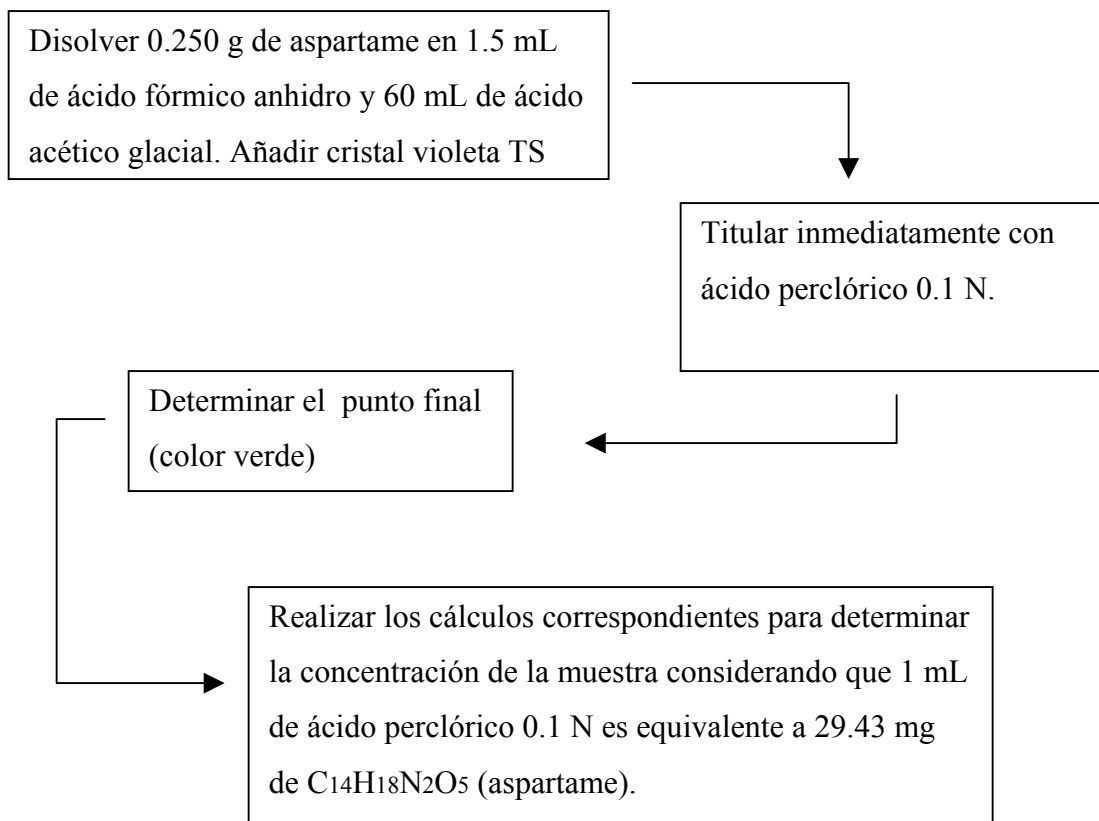 Disolver 0.250 g de aspartame en 1.5 mL
de ácido fórmico anhidro y 60 mL de ácido
acético glacial. Añadir cristal violeta TS
Titular inmediatamente con
ácido perclórico 0.1 N.
Determinar el punto final
(color verde)
Realizar los cálculos correspondientes para determinar
la concentración de la muestra considerando que 1 mL
de ácido perclórico 0.1 N es equivalente a 29.43 mg
de C14H18N2O5 (aspartame).